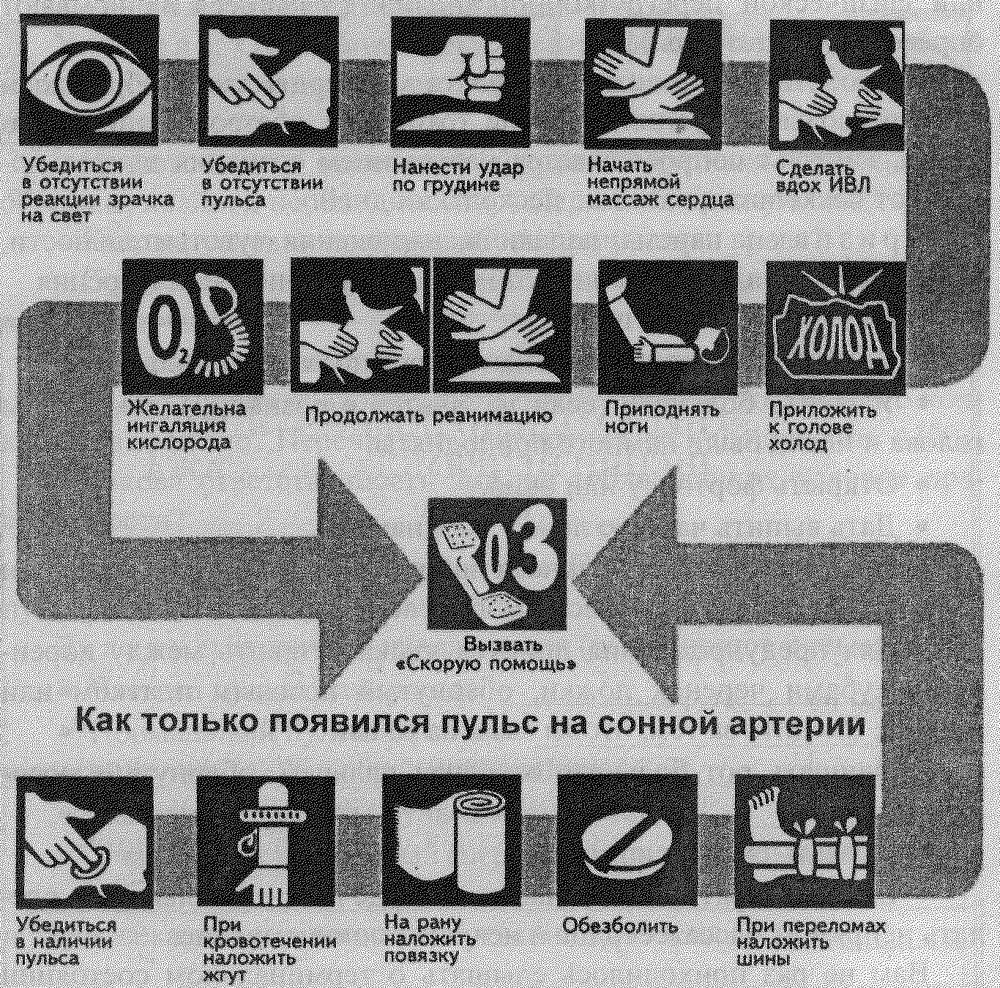 Убедиться
в отсутствии
реакции зрачка
на свет
Убедиться
в отсутствии
пульса
Нанести удар
по грудине
Начать
непрямой
массаж сердца
Сделать
вдох ИВЛ
O2
ХОЛОД
Желательна
ингаляция
кислорода
Продолжать реанимацию
Приподнять
ноги
Приложить
к голове
холод
03
Вызвать
«Скорую помощь»
Как только появился пульс на сонной артерии
Убедиться
в наличии
пульса
При
кровотечении
наложить
жгут
На рану
наложить
повязку
Обезболить
При переломах
наложить
шины